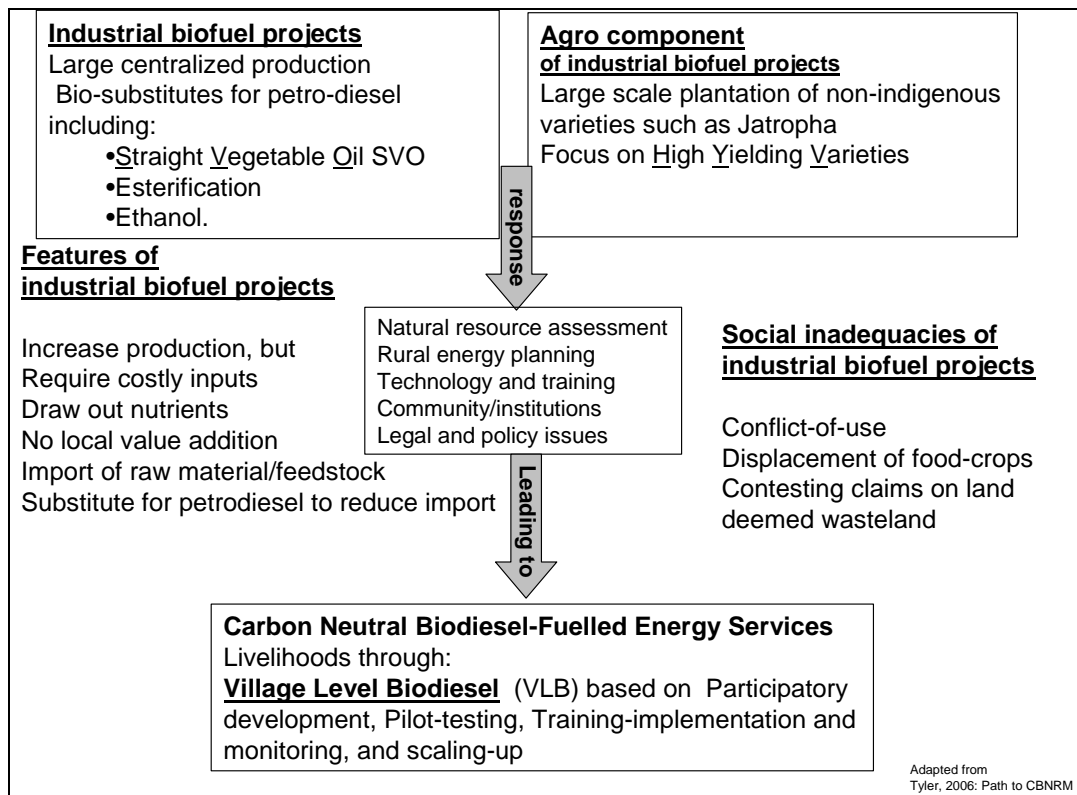 Industrial biofuel projects
Large centralized production
Bio-substitutes for petro-diesel
including:
•Straight Vegetable Oil SVO
•Esterification
•Ethanol.
Agro component
of industrial biofuel projects
Large scale plantation of non-indigenous
varieties such as Jatropha
Focus on High Yielding Varieties
response
Features of
industrial biofuel projects
Increase production, but
Require costly inputs
Draw out nutrients
No local value addition
Import of raw material/feedstock
Substitute for petrodiesel to reduce import
Natural resource assessment
Rural energy planning
Technology and training
Community/institutions
Legal and policy issues
Social inadequacies of
industrial biofuel projects
Conflict-of-use
Displacement of food-crops
Contesting claims on land
deemed wasteland
Leading to
Carbon Neutral Biodiesel-Fuelled Energy Services
Livelihoods through:
Village Level Biodiesel (VLB) based on Participatory
development, Pilot-testing, Training-implementation and
monitoring, and scaling-up
Adapted from
Tyler, 2006: Path to CBNRM